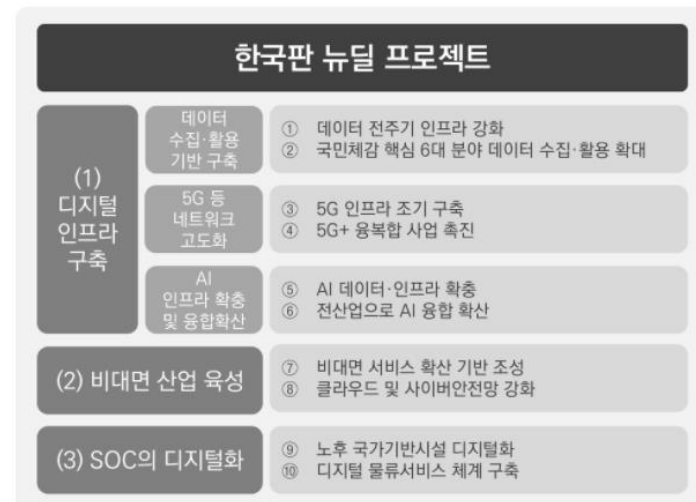 한국판 뉴딜 프로젝트
(1)
디지털
인프라
구축
데이터
수집·활용
기반 구축
① 데이터 전주기 인프라 강화
② 국민체감 핵심 6대 분야 데이터 수집·활용 확대
5G 등
네트워크
고도화
③ 5G 인프라 조기 구축
④ 5G+ 융복합 사업 촉진
AI
인프라 확충
및 융합확산
⑤ AI 데이터·인프라 확충
⑥ 전산업으로 AI 융합 확산
(2) 비대면 산업 육성
⑦ 비대면 서비스 확산 기반 조성
⑧ 클라우드 및 사이버안전망 강화
(3) SOC의 디지털화
⑨ 노후 국가기반시설 디지털화
⑩ 디지털 물류서비스 체계 구축